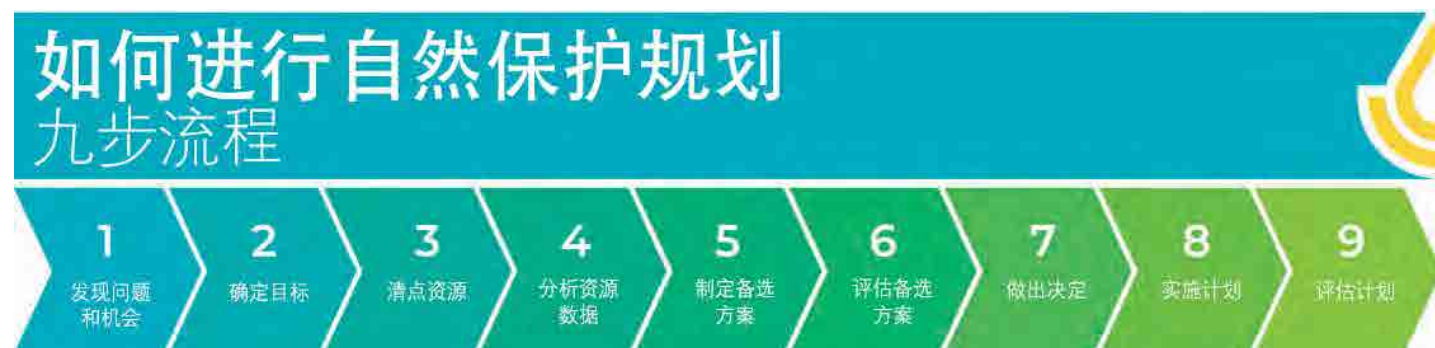 如何进行自然保护规划
九步流程
1
发现问题
和机会
2
确定目标
3
清点资源
4
分析资源
数据
5
制定备选
方案
6
评估备选
方案
7
做出决定
8
实施计划
9
评估计划